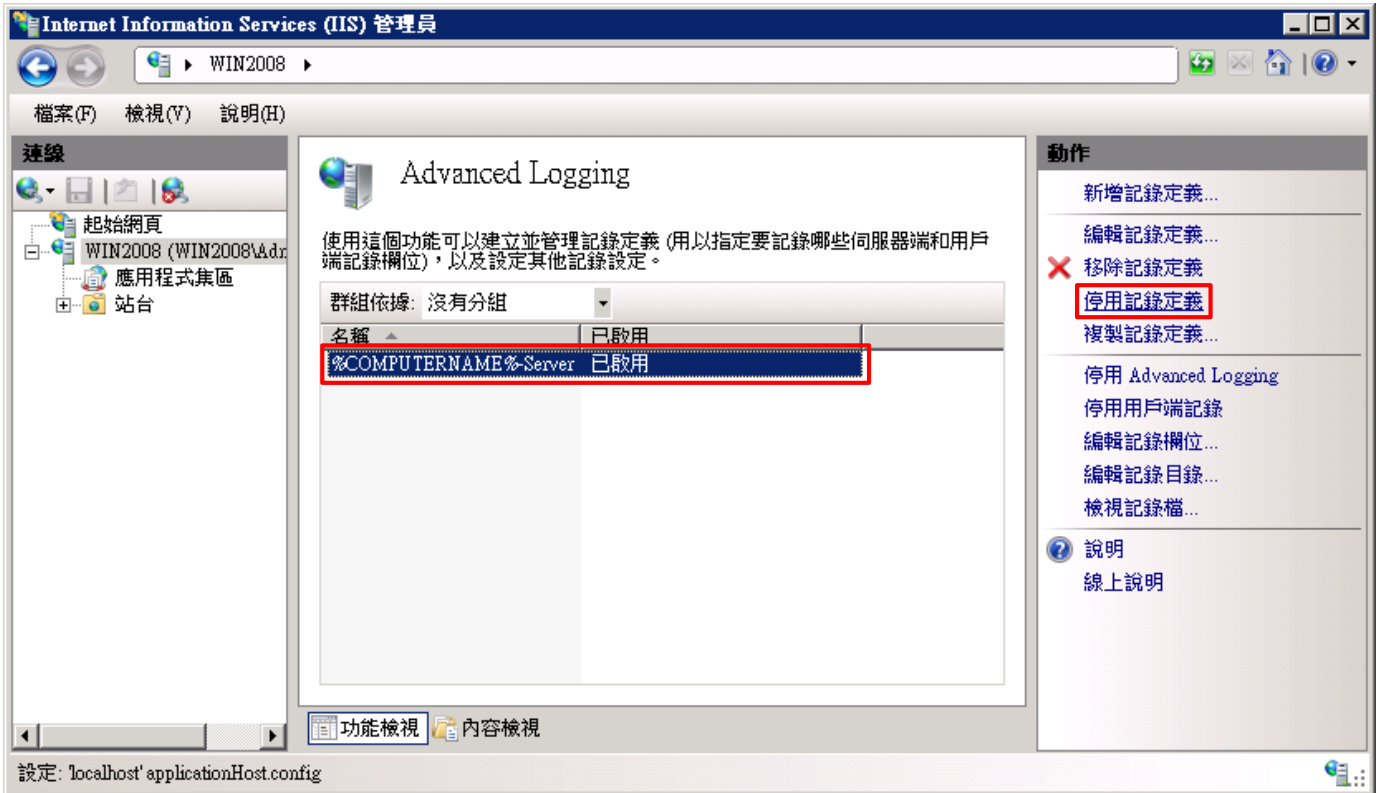 Internet Information Services (IIS) 管理員
WIN2008
檔案(F) 檢視(V) 說明(H)
連線
起始網頁
WIN2008 (WIN2008\Adn
應用程式集區
站台
Advanced Logging
使用這個功能可以建立並管理記錄定義 (用以指定要記錄哪些伺服器端和用戶
端記錄欄位)，以及設定其他記錄設定。
群組依據: 沒有分組
名稱 已啟用
%COMPUTERNAME%-Server 已啟用
功能檢視 內容檢視
動作
新增記錄定義...
編輯記錄定義...
移除記錄定義
停用記錄定義
複製記錄定義...
停用 Advanced Logging
停用用戶端記錄
編輯記錄欄位...
編輯記錄目錄...
檢視記錄檔...
說明
線上說明
設定: 'localhost' applicationHost.config